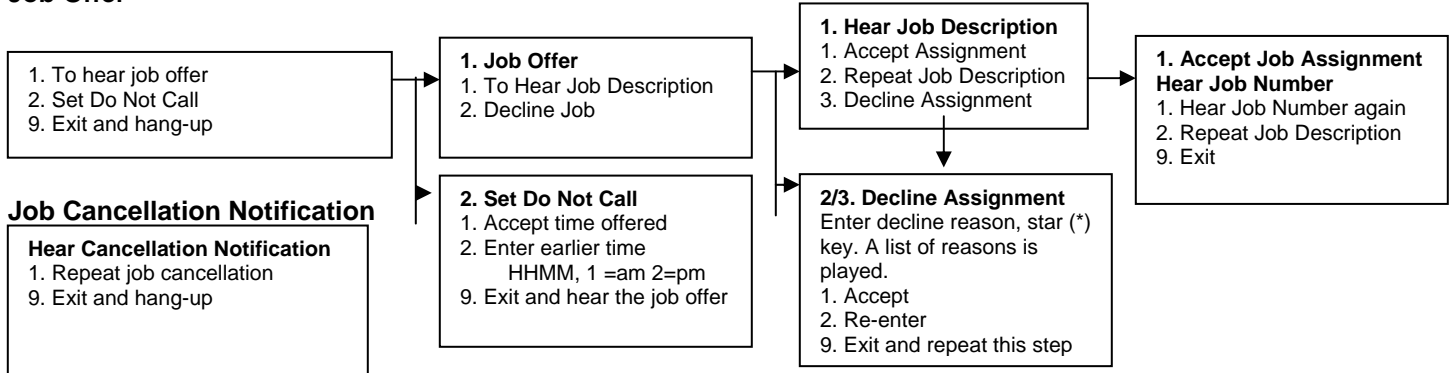 Job Offer
1. To hear job offer
2. Set Do Not Call
9. Exit and hang-up
1. Job Offer
1. To Hear Job Description
2. Decline Job
1. Hear Job Description
1. Accept Assignment
2. Repeat Job Description
3. Decline Assignment
1. Accept Job Assignment
Hear Job Number
1. Hear Job Number again
2. Repeat Job Description
9. Exit
2. Set Do Not Call
1. Accept time offered
2. Enter earlier time
HHMM, 1 =am 2=pm
9. Exit and hear the job offer
2/3. Decline Assignment
Enter decline reason, star (*)
key. A list of reasons is
played.
1. Accept
2. Re-enter
9. Exit and repeat this step
Job Cancellation Notification
Hear Cancellation Notification
1. Repeat job cancellation
9. Exit and hang-up